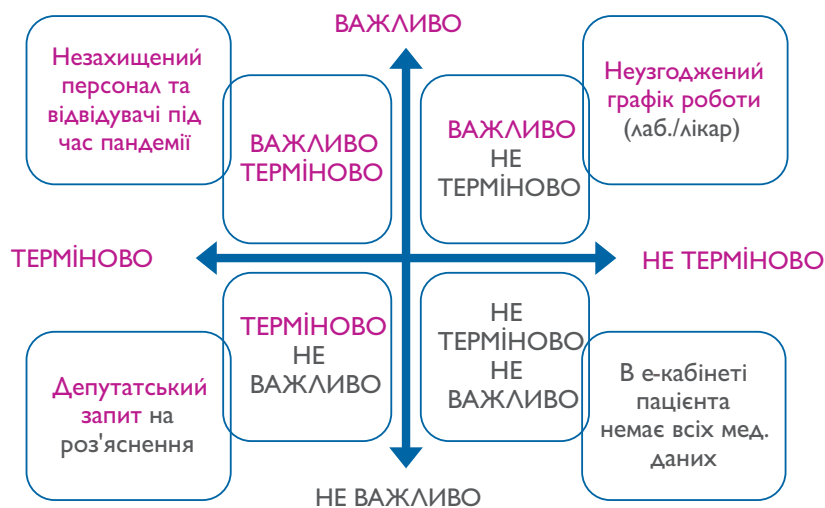 ВАЖЛИВО
Незахищений
персонал та
відвідувачі під
час пандемії
ВАЖЛИВО
ТЕРМІНОВО
ВАЖЛИВО
НЕ
ТЕРМІНОВО
Неузгоджений
графік роботи
(лаб./лікар)
ТЕРМІНОВО
НЕ ТЕРМІНОВО
Депутатський
запит на
роз'яснення
ТЕРМІНОВО
НЕ
ВАЖЛИВО
НЕ
ТЕРМІНОВО
НЕ
ВАЖЛИВО
В е-кабінеті
пацієнта
немає всіх мед.
даних
НЕ ВАЖЛИВО